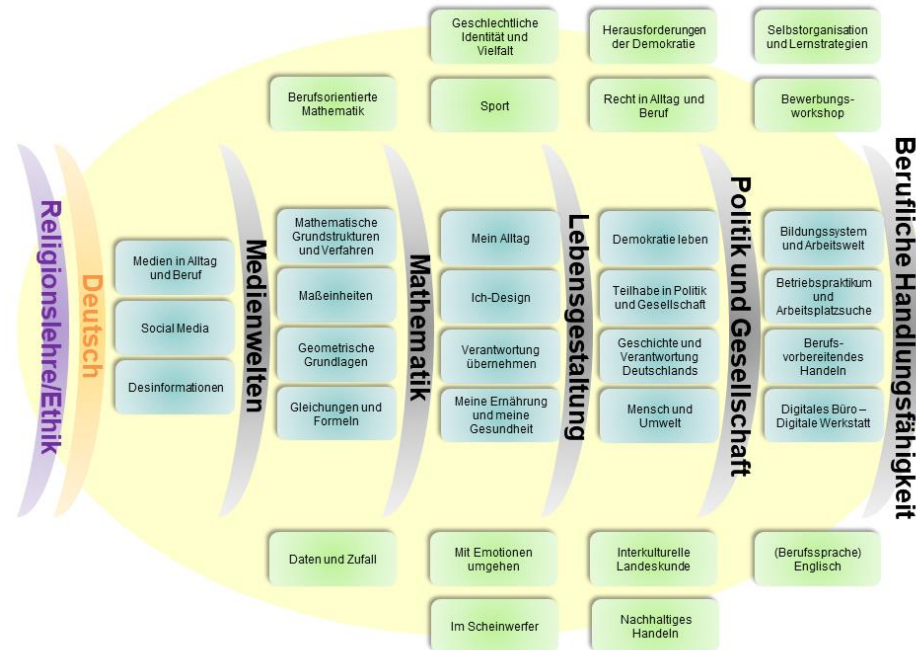 Geschlechtliche
Identität und
Vielfalt
Herausforderungen
der Demokratie
Selbstorganisation
und Lernstrategien
Berufsorientierte
Mathematik
Sport
Recht in Alltag und
Beruf
Bewerbungs-
workshop
Religionslehre/Ethik
Deutsch
Medien in Alltag
und Beruf
Social Media
Desinformationen
Medienwelten
Mathematische
Grundstrukturen
und Verfahren
Maßeinheiten
Geometrische
Grundlagen
Gleichungen und
Formeln
Mathematik
Mein Alltag
Ich-Design
Verantwortung
übernehmen
Meine Ernährung
und meine
Gesundheit
Lebensgestaltung
Demokratie leben
Teilhabe in Politik
und Gesellschaft
Geschichte und
Verantwortung
Deutschlands
Mensch und
Umwelt
Politik und Gesellschaft
Bildungssystem
und Arbeitswelt
Betriebspraktikum
und
Arbeitsplatzsuche
Berufs-
vorbereitendes
Handeln
Digitales Büro –
Digitale Werkstatt
Berufliche Handlungsfähigkeit
Daten und Zufall
Mit Emotionen
umgehen
Interkulturelle
Landeskunde
(Berufssprache)
Englisch
Im Scheinwerfer
Nachhaltiges
Handeln